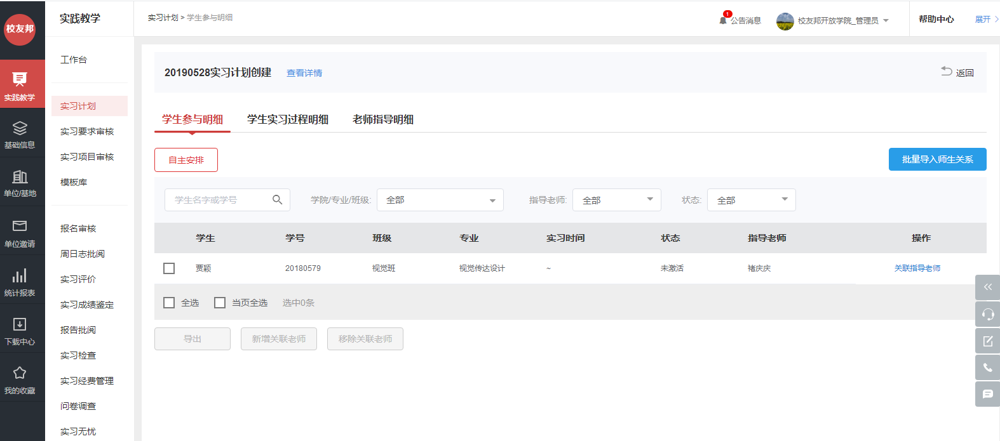 校友邦
实践教学
基础信息
单位/基地
单位邀请
统计报表
下载中心
我的收藏
实践教学
工作台
实习计划
实习要求审核
实习项目审核
模板库
报名审核
周日志批阅
实习评价
实习成绩鉴定
报告批阅
实习检查
实习经费管理
问卷调查
实习无忧
实习计划 > 学生参与明细
1
公告消息
校友邦开放学院_管理员
帮助中心
展开
20190528实习计划创建 查看详情
返回
学生参与明细 学生实习过程明细 老师指导明细
自主安排
批量导入师生关系
学生名字或学号 学院/专业/班级: 全部 指导老师: 全部 状态: 全部
学生 学号 班级 专业 实习时间 状态 指导老师 操作
贾颖 20180579 视觉班 视觉传达设计 ~ 未激活 褚庆庆 关联指导老师
全选 当页全选 选中0条
导出 新增关联老师 移除关联老师